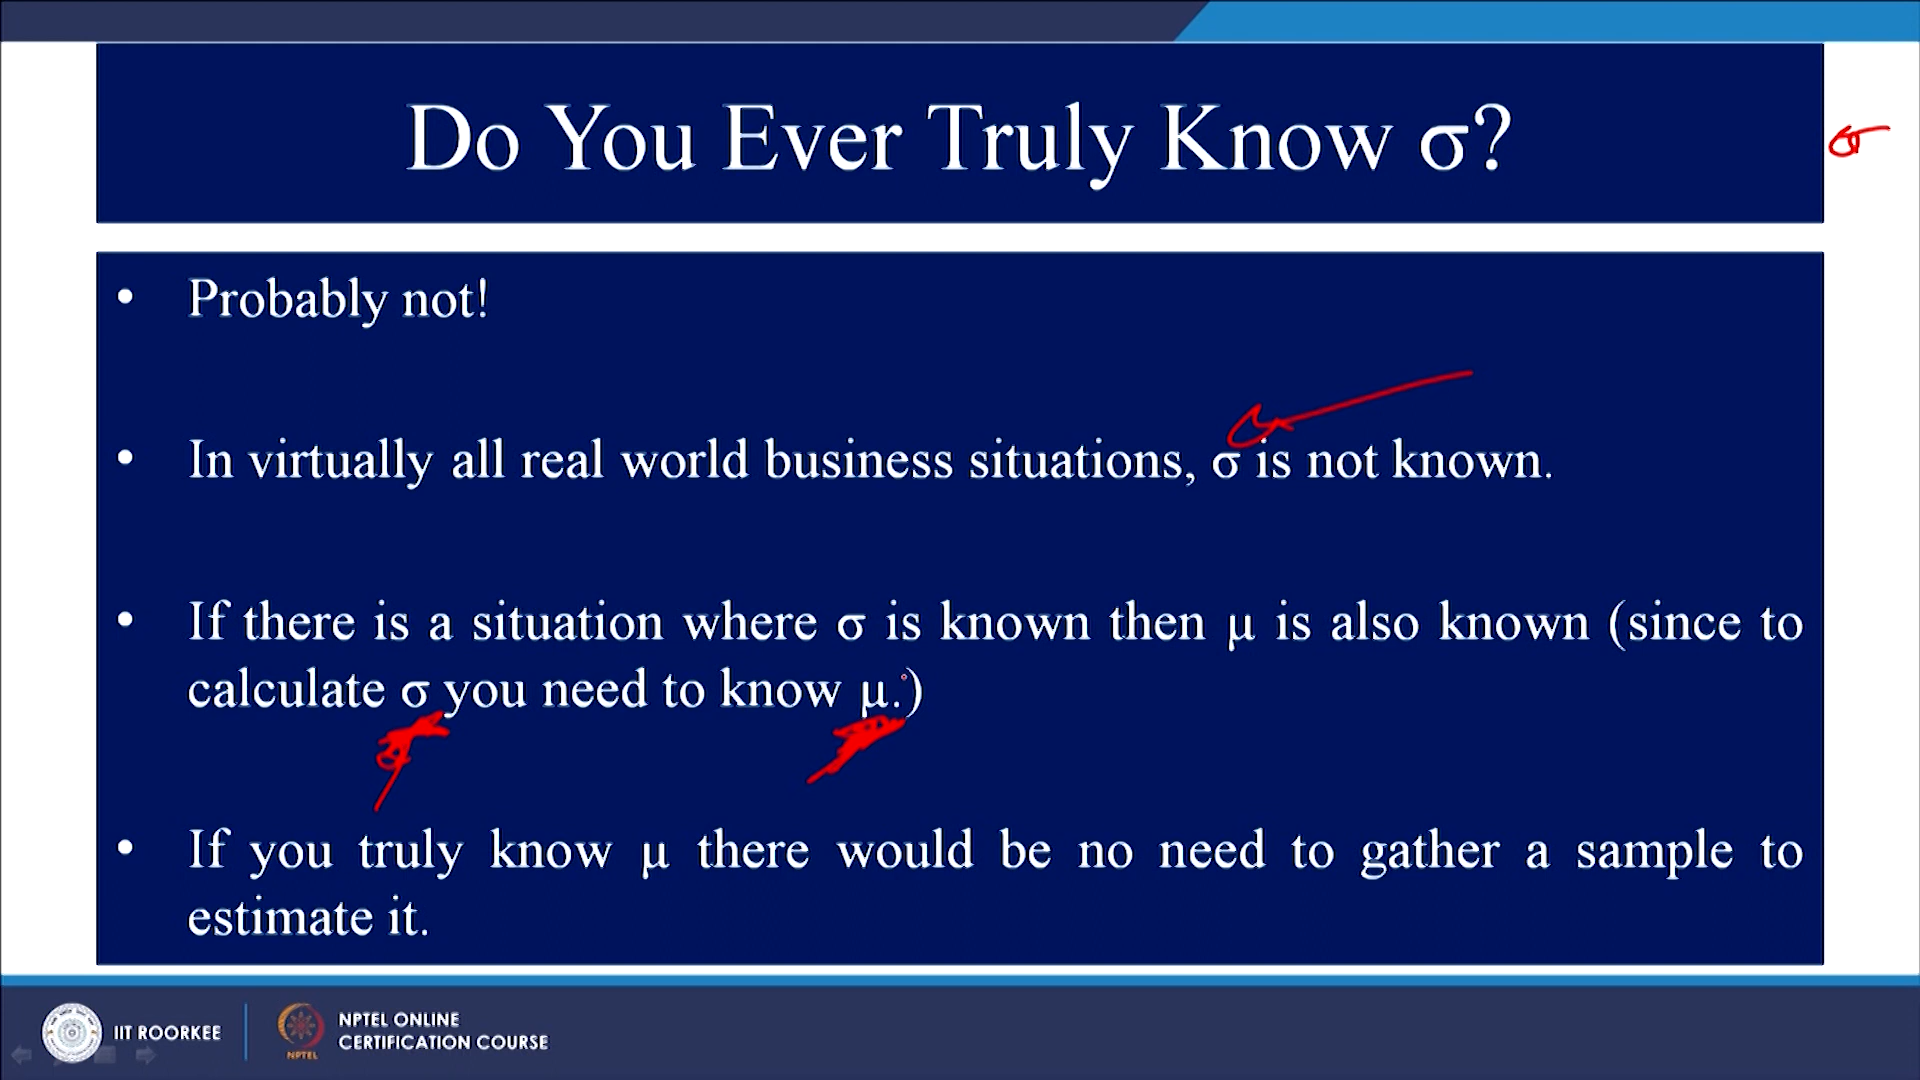 Do You Ever Truly Know σ?
σ
• Probably not!
• In virtually all real world business situations, σ is not known.
• If there is a situation where σ is known then μ is also known (since to
calculate σ you need to know μ.)
• If you truly know μ there would be no need to gather a sample to
estimate it.
IIT ROORKEE
NPTEL
NPTEL ONLINE
CERTIFICATION COURSE